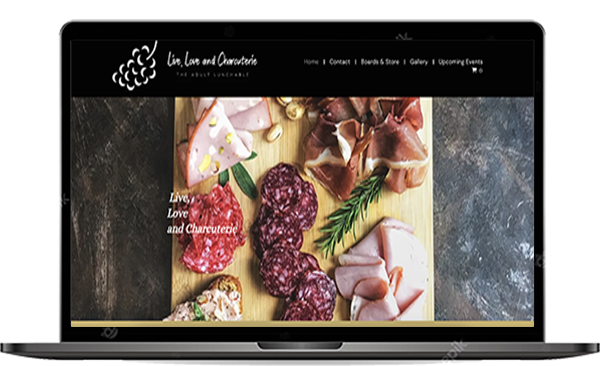 Live, Love and Charcuterie
THE ADULT LUNCHABLE
Home | Contact | Boards & Store | Gallery | Upcoming Events
0
Live,
Love
and Charcuterie